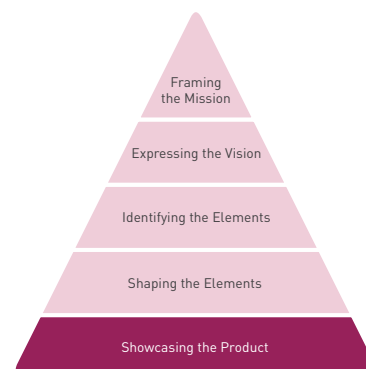 Framing
the Mission
Expressing the Vision
Identifying the Elements
Shaping the Elements
Showcasing the Product